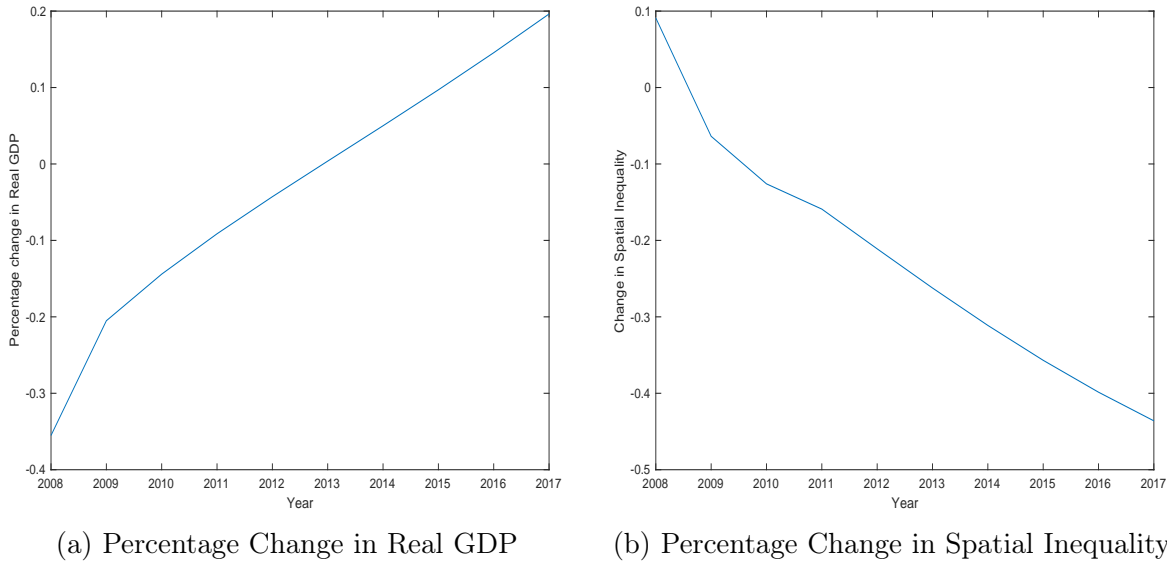 0.2
0.1
0
-0.1
-0.2
-0.3
-0.4
Percentage change in Real GDP
2008 2009 2010 2011 2012 2013 2014 2015 2016 2017
Year
(a) Percentage Change in Real GDP
0.1
0
-0.1
-0.2
-0.3
-0.4
-0.5
Change in Spatial Inequality
2008 2009 2010 2011 2012 2013 2014 2015 2016 2017
Year
(b) Percentage Change in Spatial Inequality